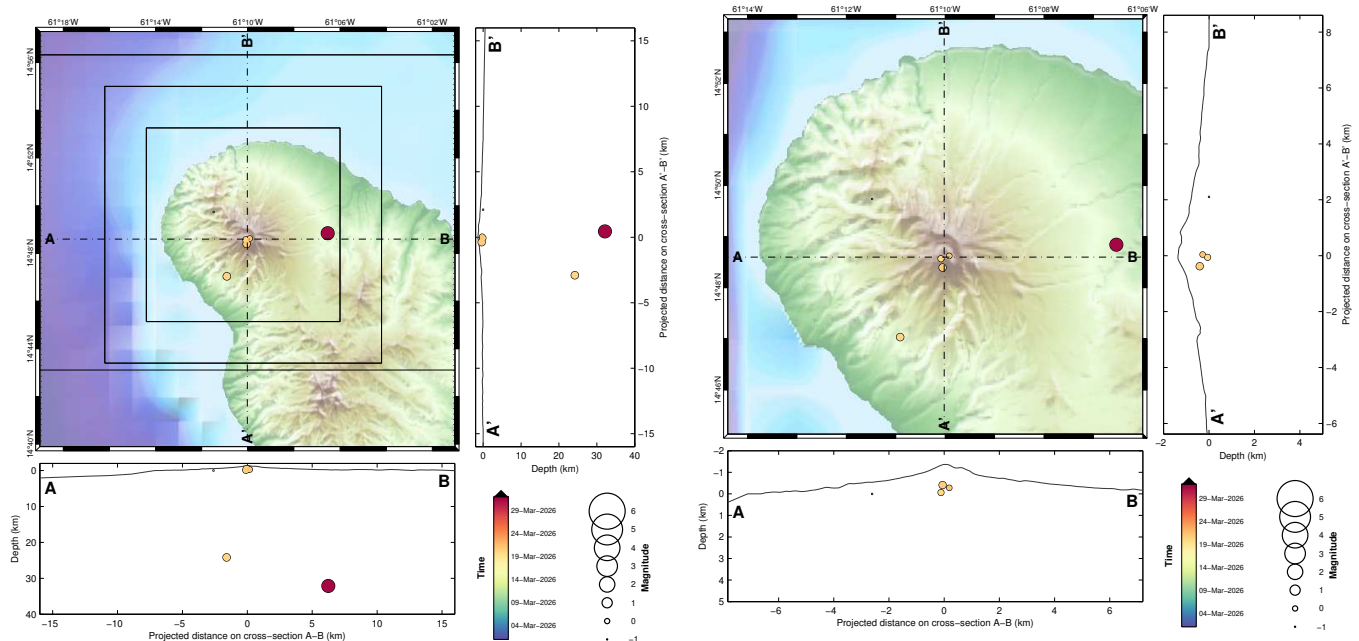 61°18'W 61°14'W 61°10'W 61°06'W 61°02'W
14°56'N
14°52'N
14°48'N
14°44'N
14°40'N
A B
B'
A'
B'
A'
15
10
5
0
−5
−10
−15
Projected distance on cross−section A'−B' (km)
0 10 20 30 40
Depth (km)
A B
0
10
20
30
40
Depth (km)
−15 −10 −5 0 5 10 15
Projected distance on cross−section A−B (km)
29−Mar−2026
24−Mar−2026
19−Mar−2026
14−Mar−2026
09−Mar−2026
04−Mar−2026
Time
6
5
4
3
2
1
0
−1
Magnitude
61°14'W 61°12'W 61°10'W 61°08'W 61°06'W
14°52'N
14°50'N
14°48'N
14°46'N
A B
B'
A'
B'
A'
8
6
4
2
0
−2
−4
−6
Projected distance on cross−section A'−B' (km)
−2 0 2 4
Depth (km)
A B
−2
−1
0
1
2
3
4
5
Depth (km)
−8 −6 −4 −2 0 2 4 6
Projected distance on cross−section A−B (km)
29−Mar−2026
24−Mar−2026
19−Mar−2026
14−Mar−2026
09−Mar−2026
04−Mar−2026
Time
6
5
4
3
2
1
0
−1
Magnitude